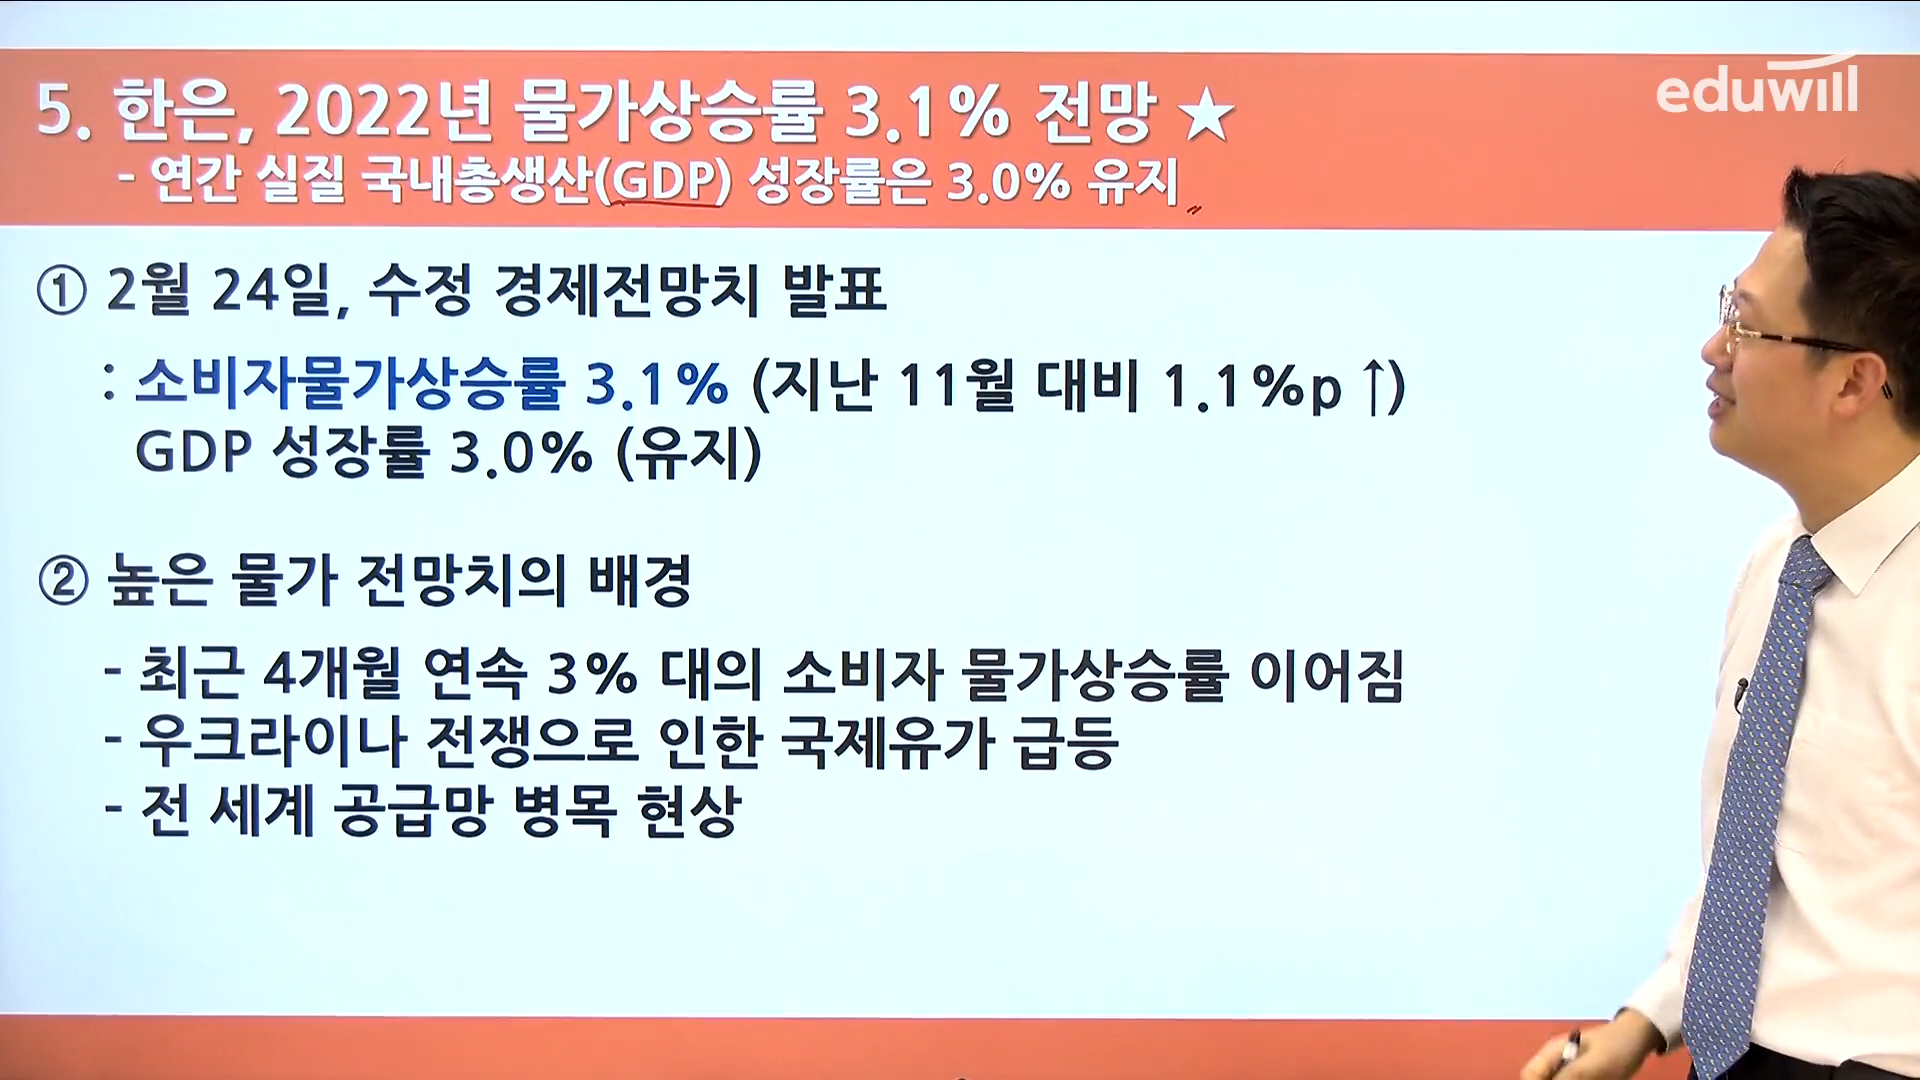 5. 한은, 2022년 물가상승률 3.1% 전망 ★
- 연간 실질 국내총생산(GDP) 성장률은 3.0% 유지
eduwill
① 2월 24일, 수정 경제전망치 발표
: 소비자물가상승률 3.1% (지난 11월 대비 1.1%p ↑)
GDP 성장률 3.0% (유지)
② 높은 물가 전망치의 배경
- 최근 4개월 연속 3% 대의 소비자 물가상승률 이어짐
- 우크라이나 전쟁으로 인한 국제유가 급등
- 전 세계 공급망 병목 현상